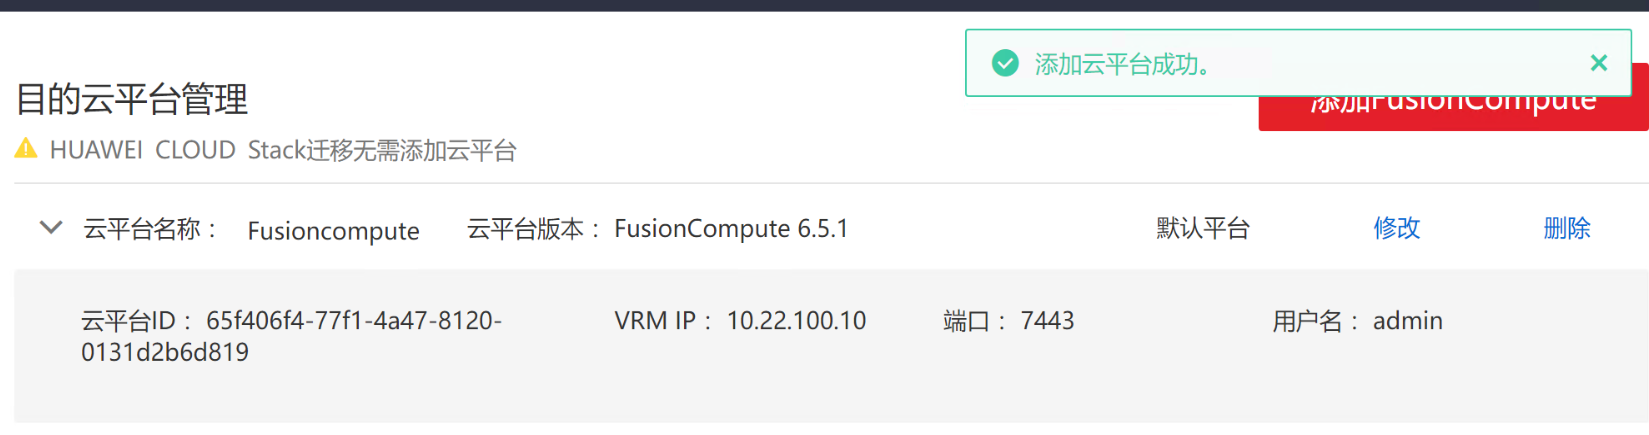 添加云平台成功。
目的云平台管理
添加FusionCompute
HUAWEI CLOUD Stack迁移无需添加云平台
云平台名称： Fusioncompute 云平台版本： FusionCompute 6.5.1 默认平台 修改 删除
云平台ID： 65f406f4-77f1-4a47-8120- VRM IP： 10.22.100.10 端口： 7443 用户名： admin
0131d2b6d819